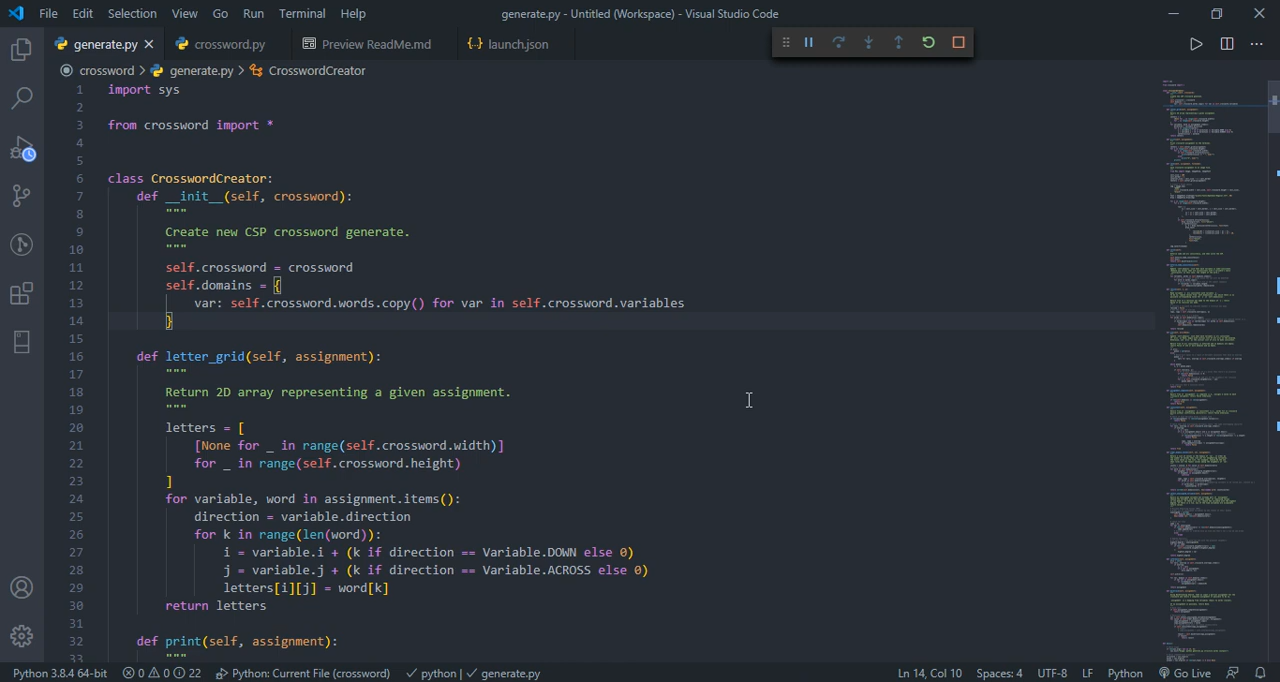 File Edit Selection View Go Run Terminal Help generate.py - Untitled (Workspace) - Visual Studio Code
generate.py crossword.py Preview ReadMe.md {} launch.json
crossword > generate.py > CrosswordCreator
1 import sys
2
3 from crossword import *
4
5
6 class CrosswordCreator:
7 def __init__(self, crossword):
8 """
9 Create new CSP crossword generate.
10 """
11 self.crossword = crossword
12 self.domains = {
13 var: self.crossword.words.copy() for var in self.crossword.variables
14 }
15
16 def letter_grid(self, assignment):
17 """
18 Return 2D array representing a given assignment.
19 """
20 letters = [
21 [None for _ in range(self.crossword.width)]
22 for _ in range(self.crossword.height)
23 ]
24 for variable, word in assignment.items():
25 direction = variable.direction
26 for k in range(len(word)):
27 i = variable.i + (k if direction == Variable.DOWN else 0)
28 j = variable.j + (k if direction == Variable.ACROSS else 0)
29 letters[i][j] = word[k]
30 return letters
31
32 def print(self, assignment):
33 """
Python 3.8.4 64-bit 0 0 22 Python: Current File (crossword) ✓ python | ✓ generate.py Ln 14, Col 10 Spaces: 4 UTF-8 LF Python Go Live